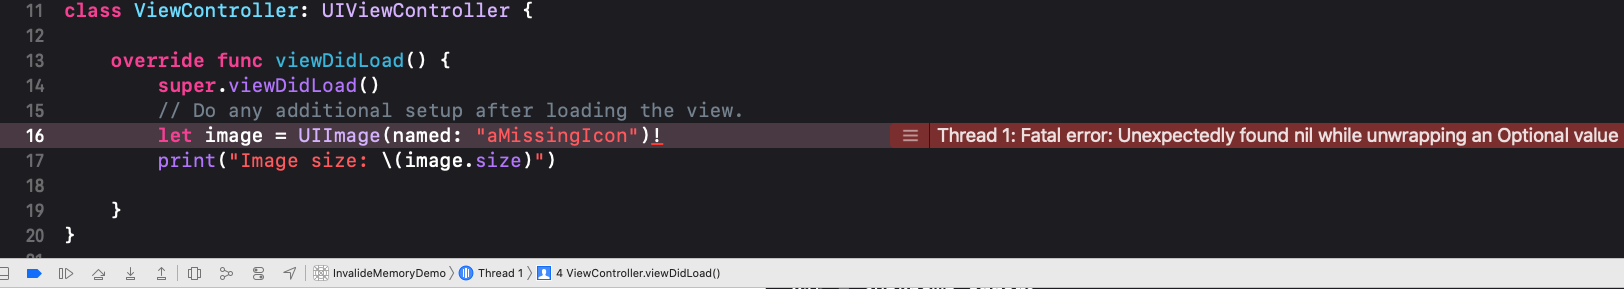 11 class ViewController: UIViewController {
12
13 override func viewDidLoad() {
14 super.viewDidLoad()
15 // Do any additional setup after loading the view.
16 let image = UIImage(named: "aMissingIcon")! Thread 1: Fatal error: Unexpectedly found nil while unwrapping an Optional value
17 print("Image size: \(image.size)")
18
19 }
20 }
InvalideMemoryDemo Thread 1 4 ViewController.viewDidLoad()